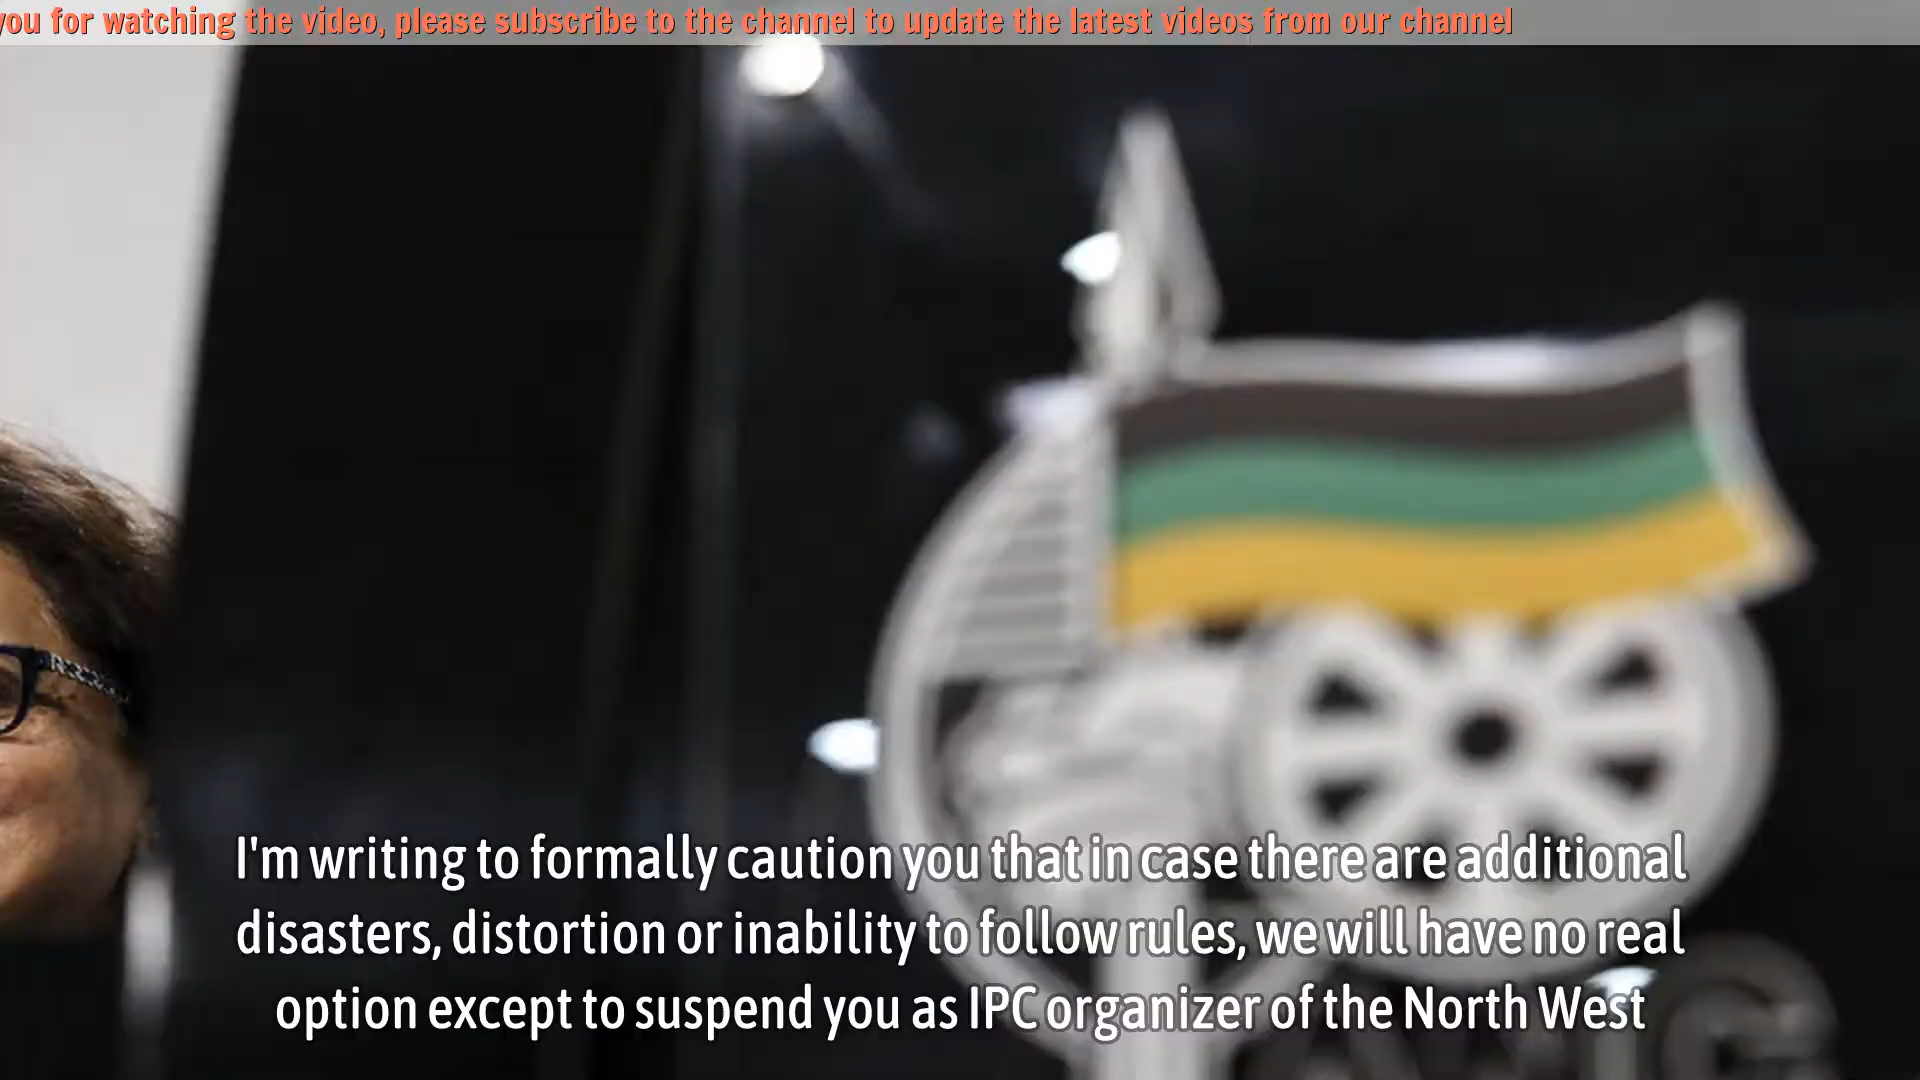 you for watching the video, please subscribe to the channel to update the latest videos from our channel
I'm writing to formally caution you that in case there are additional
disasters, distortion or inability to follow rules, we will have no real
option except to suspend you as IPC organizer of the North West